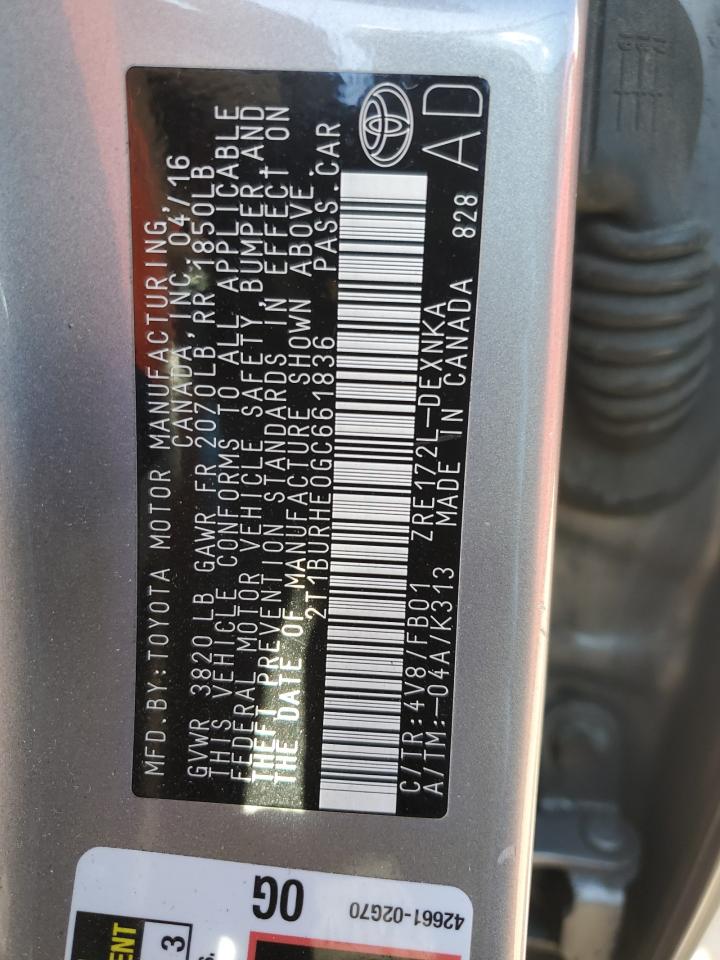 MFD.BY:TOYOTA MOTOR MANUFACTURING,
CANADA, INC. 04/16
GVWR 3820 LB GAWR FR 2070LB RR 1850LB
THIS VEHICLE CONFORMS TO ALL APPLICABLE
FEDERAL MOTOR VEHICLE SAFETY, BUMPER, AND
THEFT PREVENTION STANDARDS IN EFFECT ON
THE DATE OF MANUFACTURE SHOWN ABOVE.
2T1BURHE0GC661836 PASS.CAR
C/TR:4V8/FB01 ZRE172L-DEXNKA
A/TM:-04A/K313 MADE IN CANADA 828 AD
0G
42661-02G70
3